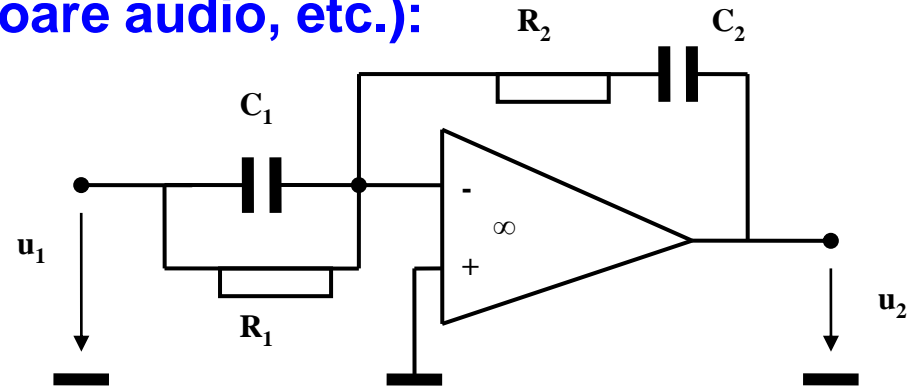 oare audio, etc.):
R2 C2
C1
-
∞
u1
+
u2
R1